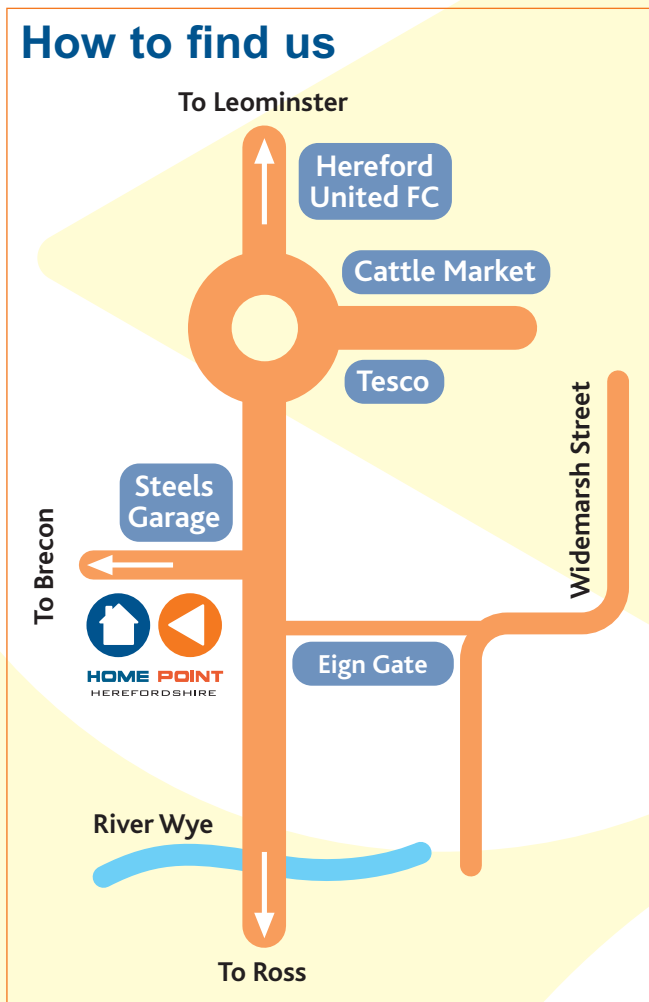 How to find us
To Leominster
Hereford
United FC
Cattle Market
Tesco
Widemarsh Street
Steels
Garage
To Brecon
HOME POINT
HEREFORDSHIRE
Eign Gate
River Wye
To Ross